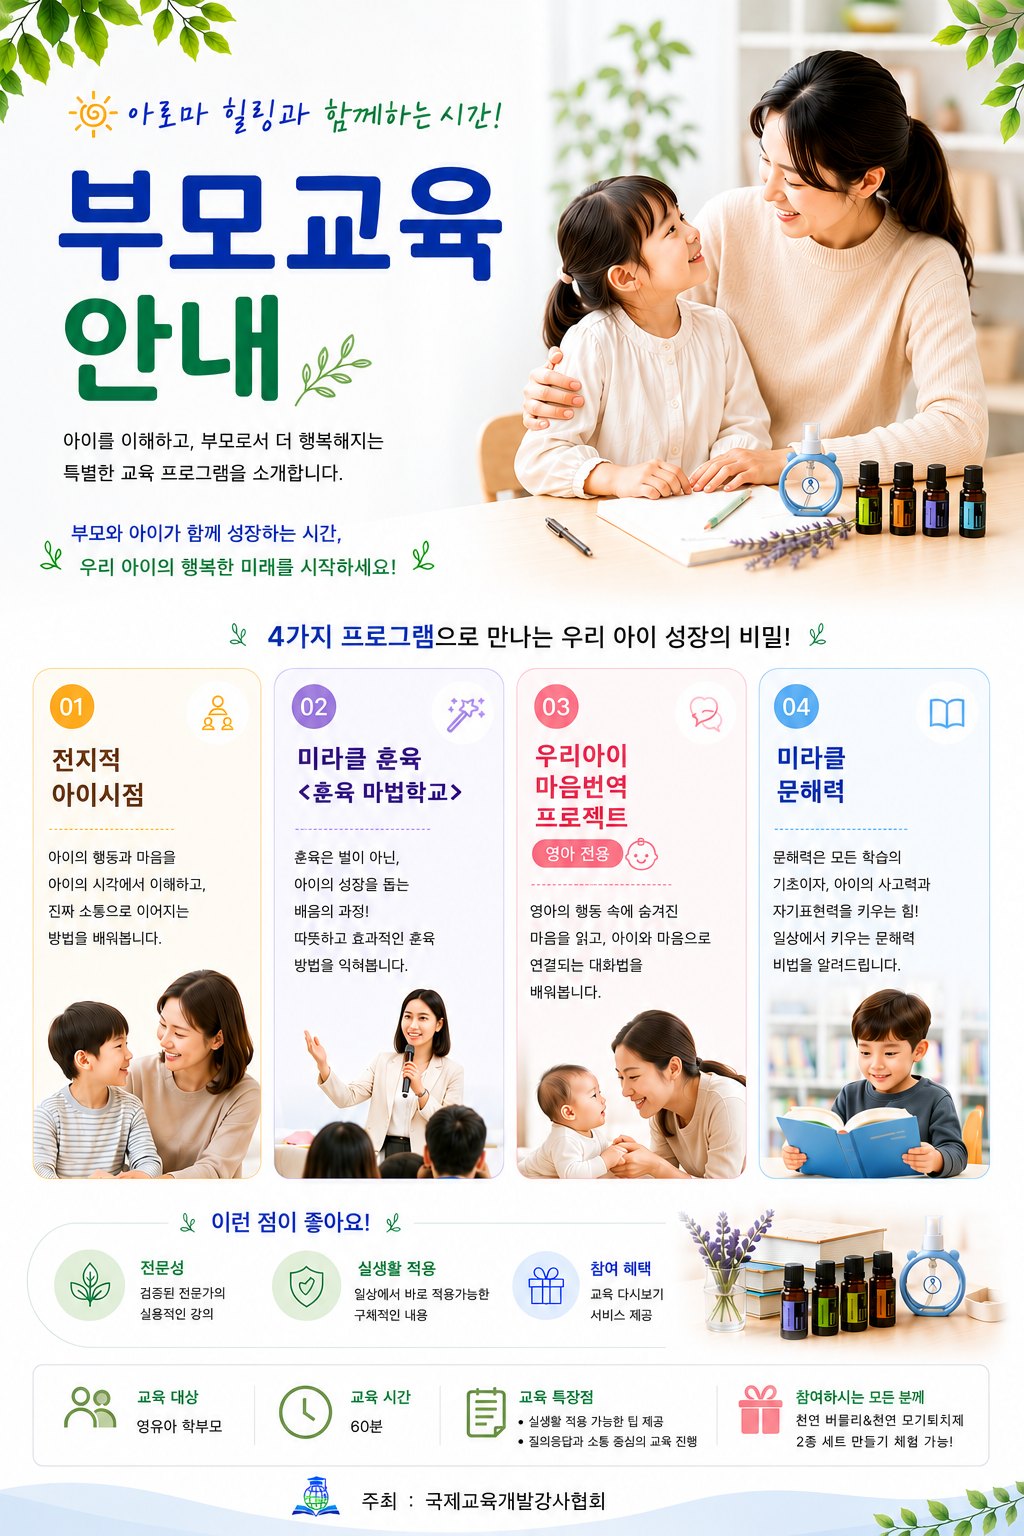 아로마 힐링과 함께하는 시간!
부모교육
안내
아이를 이해하고, 부모로서 더 행복해지는
특별한 교육 프로그램을 소개합니다.
부모와 아이가 함께 성장하는 시간,
우리 아이의 행복한 미래를 시작하세요!
4가지 프로그램으로 만나는 우리 아이 성장의 비밀!
01
전지적
아이시점
아이의 행동과 마음을
아이의 시각에서 이해하고,
진짜 소통으로 이어지는
방법을 배워봅니다.
02
미라클 훈육
<훈육 마법학교>
훈육은 벌이 아닌,
아이의 성장을 돕는
배움의 과정!
따뜻하고 효과적인 훈육
방법을 익혀봅니다.
03
우리아이
마음번역
프로젝트
영아 전용
영아의 행동 속에 숨겨진
마음을 읽고, 아이와 마음으로
연결되는 대화법을
배워봅니다.
04
미라클
문해력
문해력은 모든 학습의
기초이자, 아이의 사고력과
자기표현력을 키우는 힘!
일상에서 키우는 문해력
비법을 알려드립니다.
이런 점이 좋아요!
전문성
검증된 전문가의
실용적인 강의
실생활 적용
일상에서 바로 적용가능한
구체적인 내용
참여 혜택
교육 다시보기
서비스 제공
교육 대상
영유아 학부모
교육 시간
60분
교육 특장점
• 실생활 적용 가능한 팁 제공
• 질의응답과 소통 중심의 교육 진행
참여하시는 모든 분께
천연 버물리&천연 모기퇴치제
2종 세트 만들기 체험 가능!
주최 : 국제교육개발강사협회